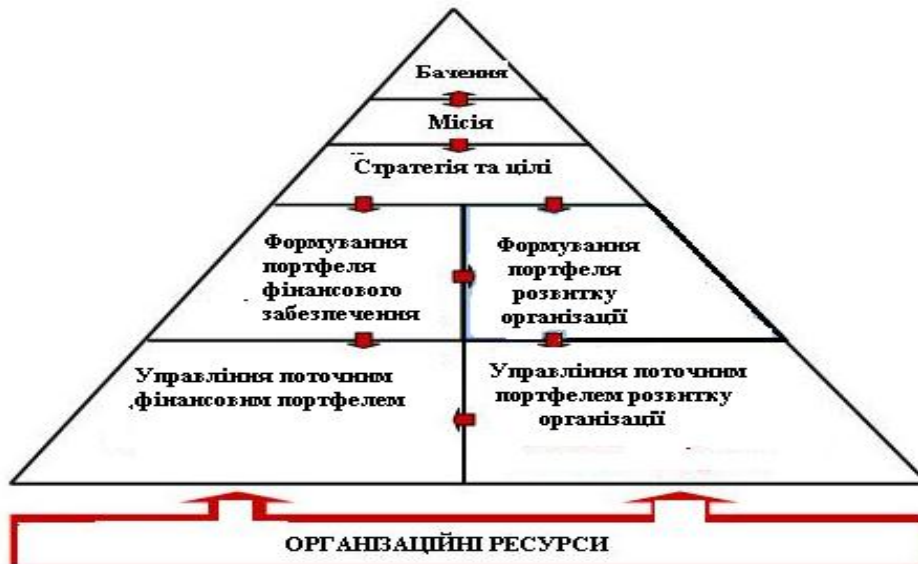 Бачення
Місія
Стратегія та цілі
Формування
портфеля
фінансового
забезпечення
Формування
портфеля
розвитку
організації
Управління поточним
фінансовим портфелем
Управління поточним
портфелем розвитку
організації
ОРГАНІЗАЦІЙНІ РЕСУРСИ